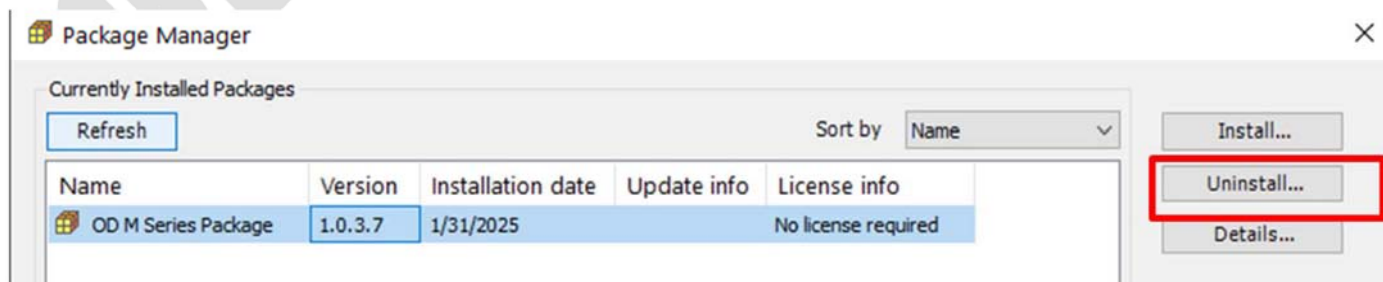 Package Manager
Currently Installed Packages
Refresh Sort by Name Install...
Name Version Installation date Update info License info Uninstall...
OD M Series Package 1.0.3.7 1/31/2025 No license required Details...